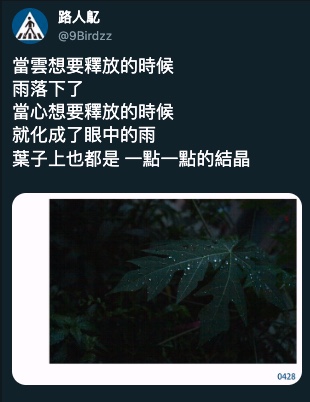 路人髧
@9Birdzz
當雲想要釋放的時候
雨落下了
當心想要釋放的時候
就化成了眼中的雨
葉子上也都是 一點一點的結晶
0428